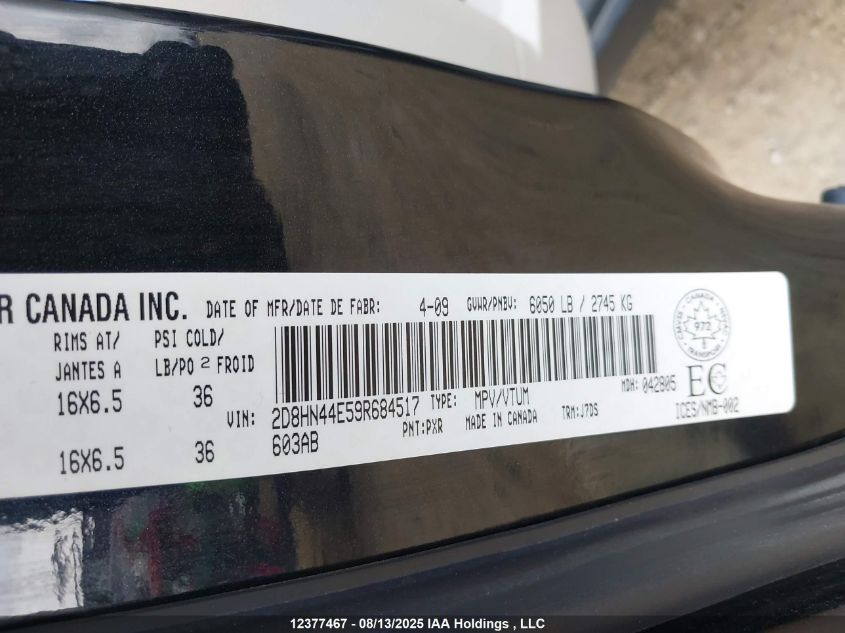 R CANADA INC. DATE OF MFR/DATE DE FABR: 4-09 GVWR/PNBV: 6050 LB / 2745 KG
RIMS AT/ PSI COLD/
JANTES A LB/PO 2 FROID
16X6.5 36
VIN: 2D8HN44E59R684517 TYPE: MPV/VTUM MDH: 042805
16X6.5 36
603AB PNT:PXR MADE IN CANADA TRM:J7DS
CANADA
972
TRANSPORT
EC
ICES/NMB-002
12377467 - 08/13/2025 IAA Holdings , LLC